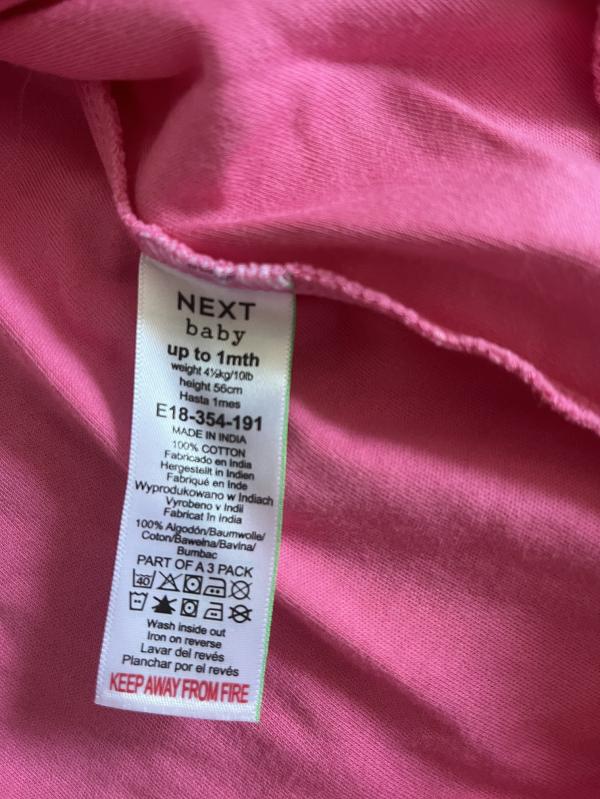 NEXT
baby
up to 1mth
weight 4½kg/10lb
height 56cm
Hasta 1mes
E18-354-191
MADE IN INDIA
100% COTTON
Fabricado en India
Hergestellt in Indien
Fabriqué en Inde
Wyprodukowano w Indiach
Vyrobeno v Indii
Fabricat în India
100% Algodón/Baumwolle/
Coton/Bawełna/Bavlna/
Bumbac
PART OF A 3 PACK
40
Wash inside out
Iron on reverse
Lavar del revés
Planchar por el revés
KEEP AWAY FROM FIRE